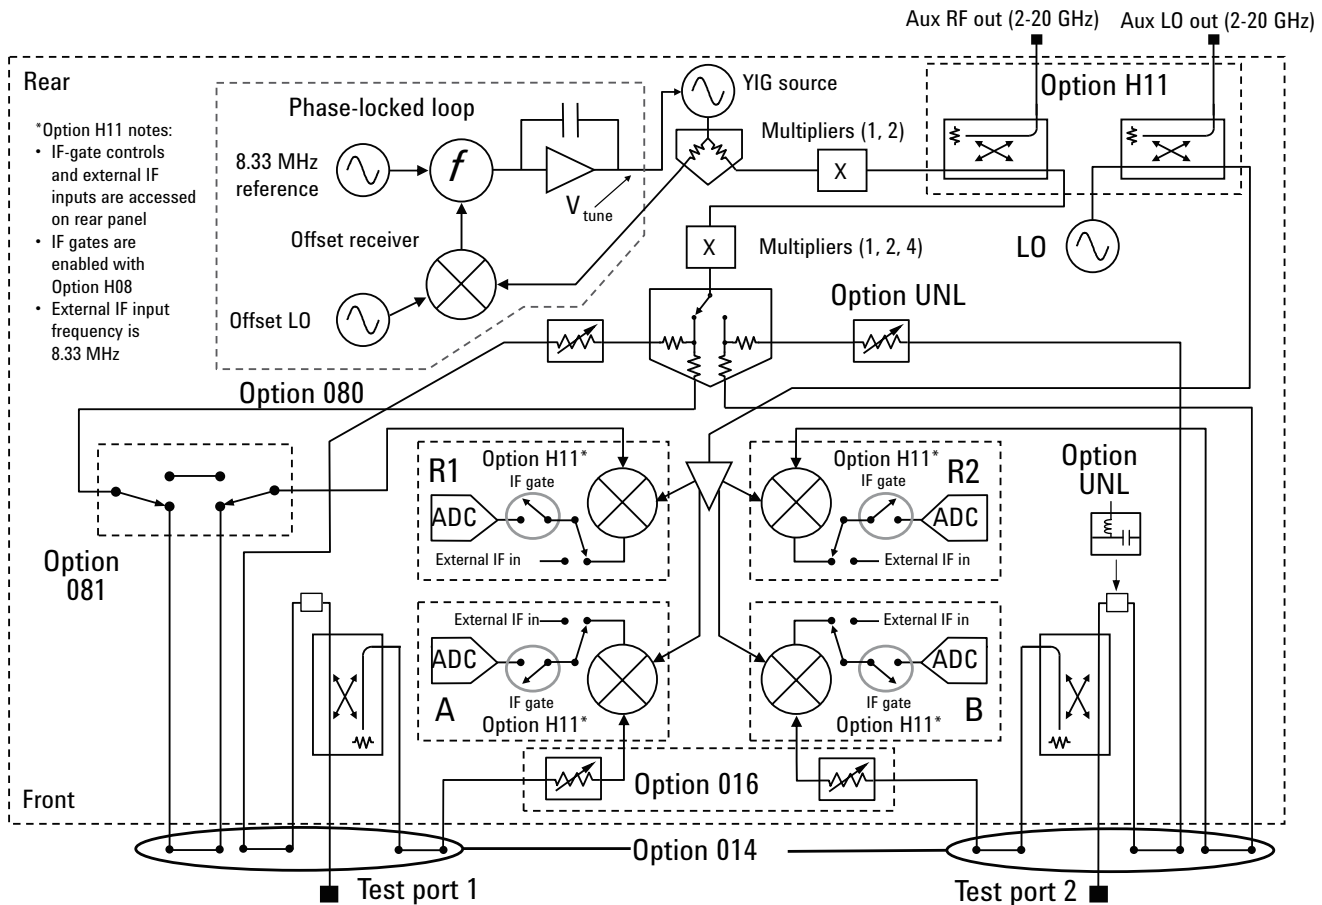 Aux RF out (2-20 GHz)
Aux LO out (2-20 GHz)
Rear
Option H11
YIG source
Phase-locked loop
*Option H11 notes:
• IF-gate controls
and external IF
inputs are accessed
on rear panel
• IF gates are
enabled with
Option H08
• External IF input
frequency is
8.33 MHz
8.33 MHz
reference
f
V tune
Multipliers (1, 2)
X
Offset receiver
X
Multipliers (1, 2, 4)
LO
Offset LO
Option UNL
Option 080
R1
Option H11*
IF gate
ADC
External IF in
Option H11*
R2
IF gate
ADC
External IF in
Option
UNL
Option
081
External IF in
ADC
IF gate
A
Option H11*
External IF in
ADC
IF gate
B
Option H11*
Option 016
Front
Option 014
Test port 1
Test port 2